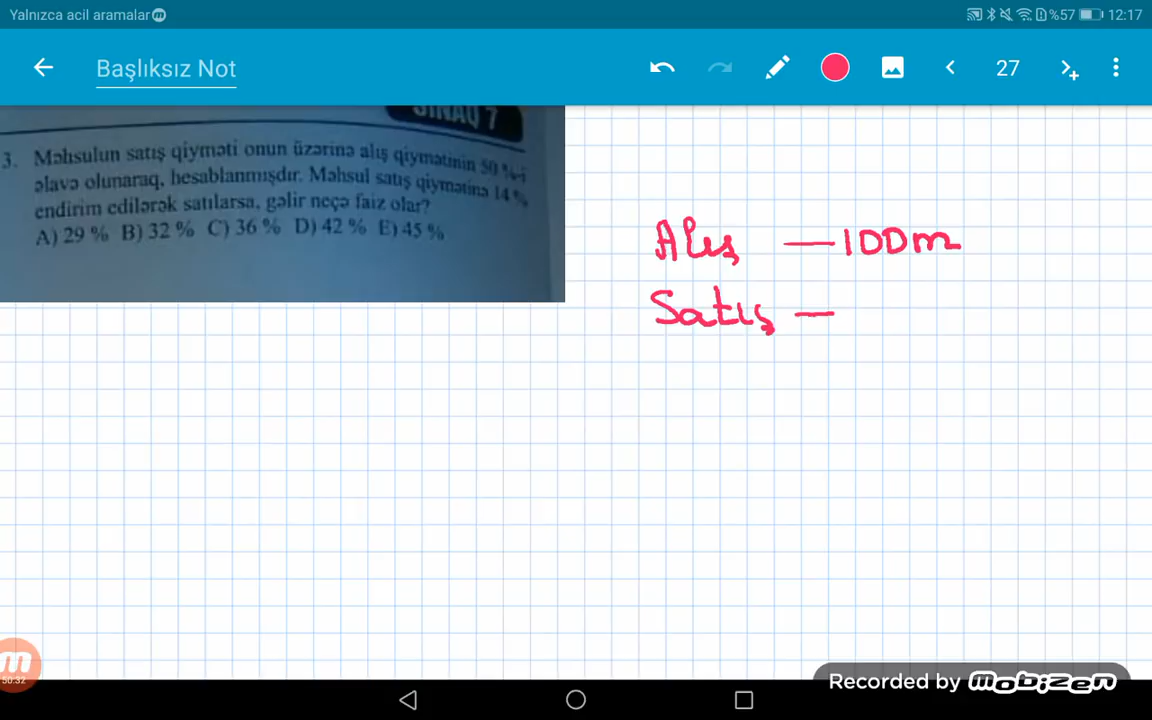 Yalnızca acil aramalar
%57 12:17
Başlıksız Not
27
SINAQ 7
3. Məhsulun satış qiyməti onun üzərinə alış qiymətinin 50 %-i
əlavə olunaraq, hesablanmışdır. Məhsul satış qiymətinə 14 %
endirim edilərək satılarsa, gəlir neçə faiz olar?
A) 29 % B) 32 % C) 36 % D) 42 % E) 45 %
Alış — 100m
Satış —
50:32
Recorded by mobizen